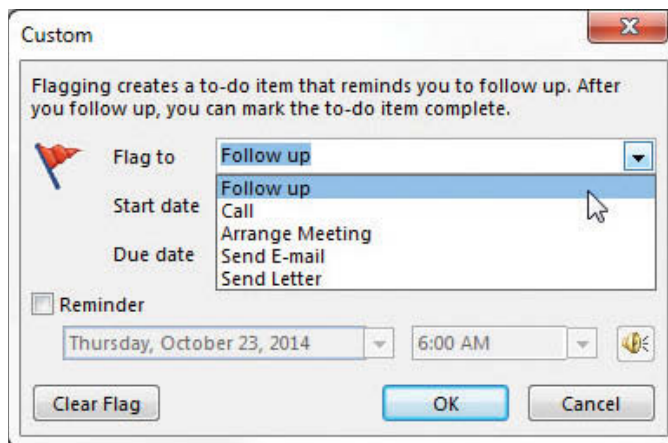 Custom
Flagging creates a to-do item that reminds you to follow up. After
you follow up, you can mark the to-do item complete.
Flag to
Follow up
Follow up
Start date
Call
Arrange Meeting
Due date
Send E-mail
Send Letter
Reminder
Thursday, October 23, 2014
6:00 AM
Clear Flag
OK
Cancel